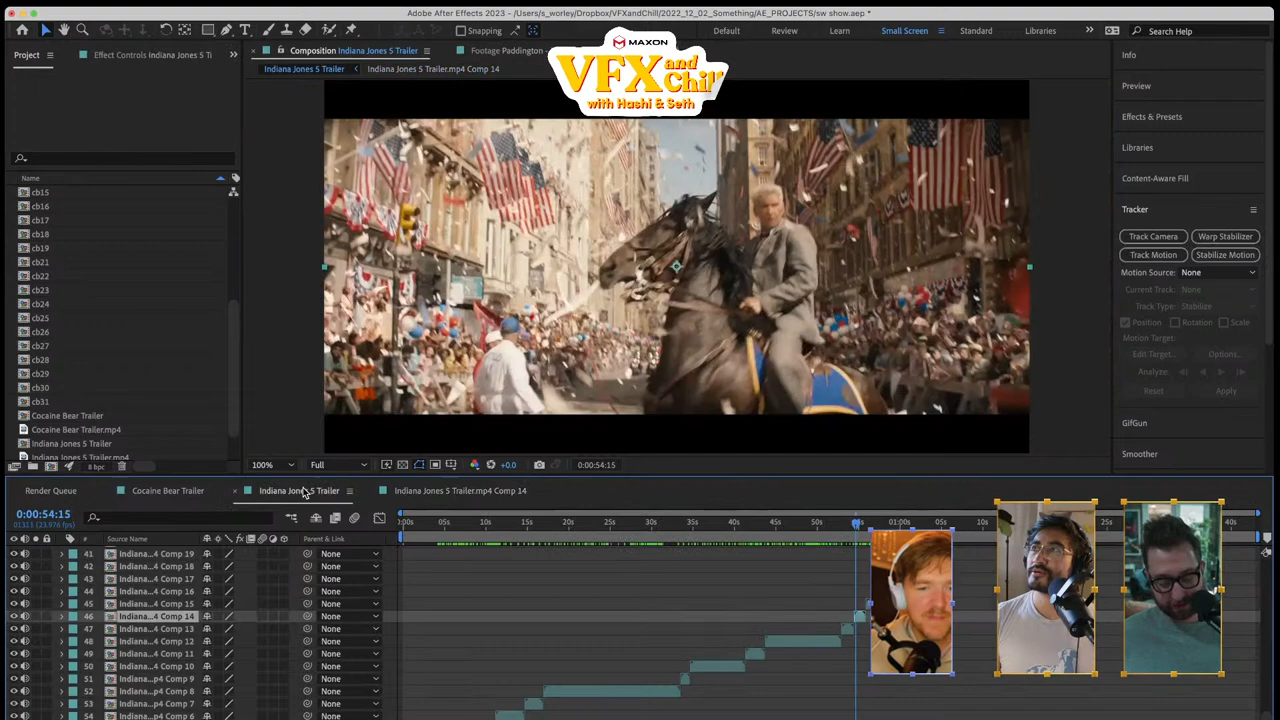 Adobe After Effects 2023 - /Users/s_worley/Dropbox/VFXandChill/2022_12_02_Something/AE_PROJECTS/sw show.aep *
Snapping
Default
Review
Learn
Small Screen
Standard
Libraries
Search Help
Project
Effect Controls Indiana Jones 5 Ti
Composition Indiana Jones 5 Trailer
Footage Paddington
Indiana Jones 5 Trailer
Indiana Jones 5 Trailer.mp4 Comp 14
MAXON
VFX and Chill
with Hashi & Seth
Info
Preview
Effects & Presets
Libraries
Content-Aware Fill
Tracker
Track Camera
Warp Stabilizer
Track Motion
Stabilize Motion
Motion Source: None
Current Track: None
Track Type: Stabilize
Position
Rotation
Scale
Motion Target:
Edit Target...
Options...
Analyze:
Reset
Apply
GifGun
Smoother
Name
cb15
cb16
cb17
cb18
cb19
cb21
cb22
cb23
cb24
cb25
cb26
cb27
cb28
cb29
cb30
cb31
Cocaine Bear Trailer
Cocaine Bear Trailer.mp4
Indiana Jones 5 Trailer
Indiana Jones 5 Trailer.mp4
8 bpc
100%
Full
+0.0
0:00:54:15
Render Queue
Cocaine Bear Trailer
Indiana Jones 5 Trailer
Indiana Jones 5 Trailer.mp4 Comp 14
0:00:54:15
01311 (23.976 fps)
:00s
05s
10s
15s
20s
25s
30s
35s
40s
45s
50s
55s
01:00s
05s
10s
25s
40s
#
Source Name
Parent & Link
41 Indiana...4 Comp 19 None
42 Indiana...4 Comp 18 None
43 Indiana...4 Comp 17 None
44 Indiana...4 Comp 16 None
45 Indiana...4 Comp 15 None
46 Indiana...4 Comp 14 None
47 Indiana...4 Comp 13 None
48 Indiana...4 Comp 12 None
49 Indiana...4 Comp 11 None
50 Indiana...4 Comp 10 None
51 Indiana...p4 Comp 9 None
52 Indiana...p4 Comp 8 None
53 Indiana...p4 Comp 7 None
54 Indiana...p4 Comp 6 None